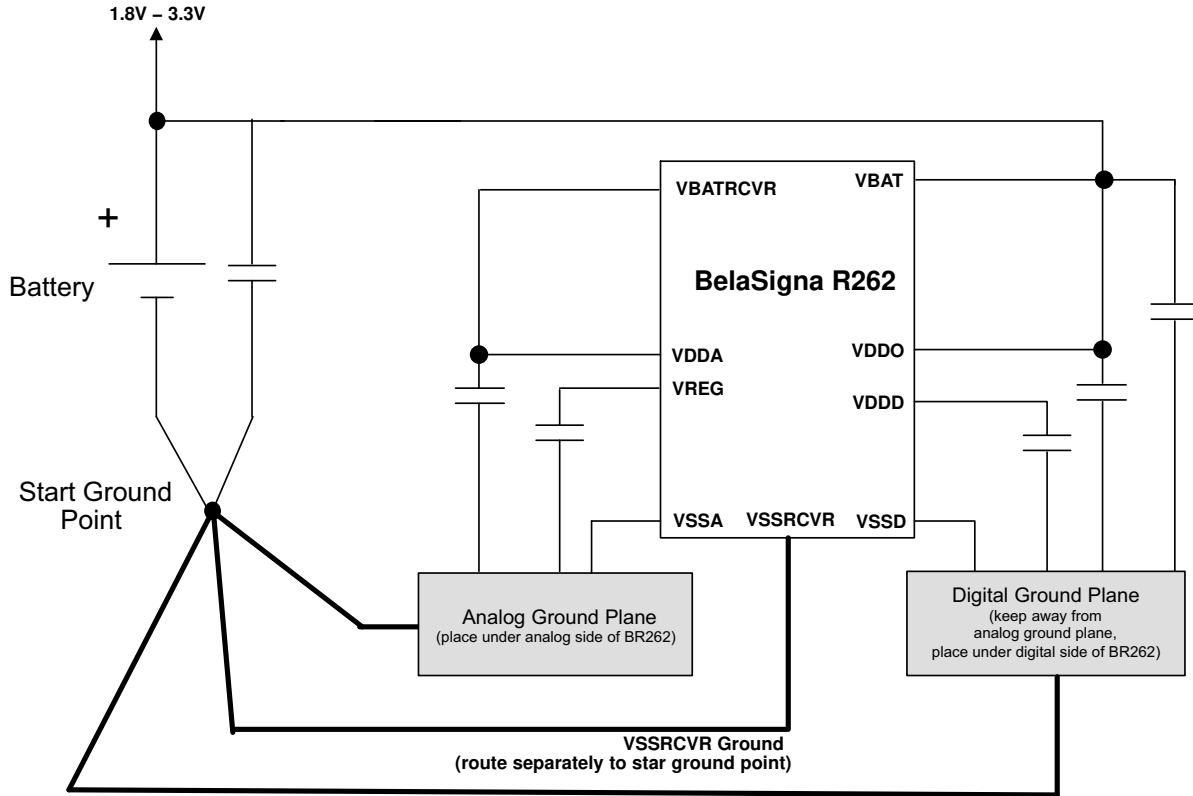 1.8V – 3.3V
+
Battery
VBATRCVR
VBAT
BelaSigna R262
VDDA
VDDO
VREG
VDDD
Start Ground
Point
VSSA
VSSRCVR
VSSD
Analog Ground Plane
(place under analog side of BR262)
Digital Ground Plane
(keep away from
analog ground plane,
place under digital side of BR262)
VSSRCVR Ground
(route separately to star ground point)